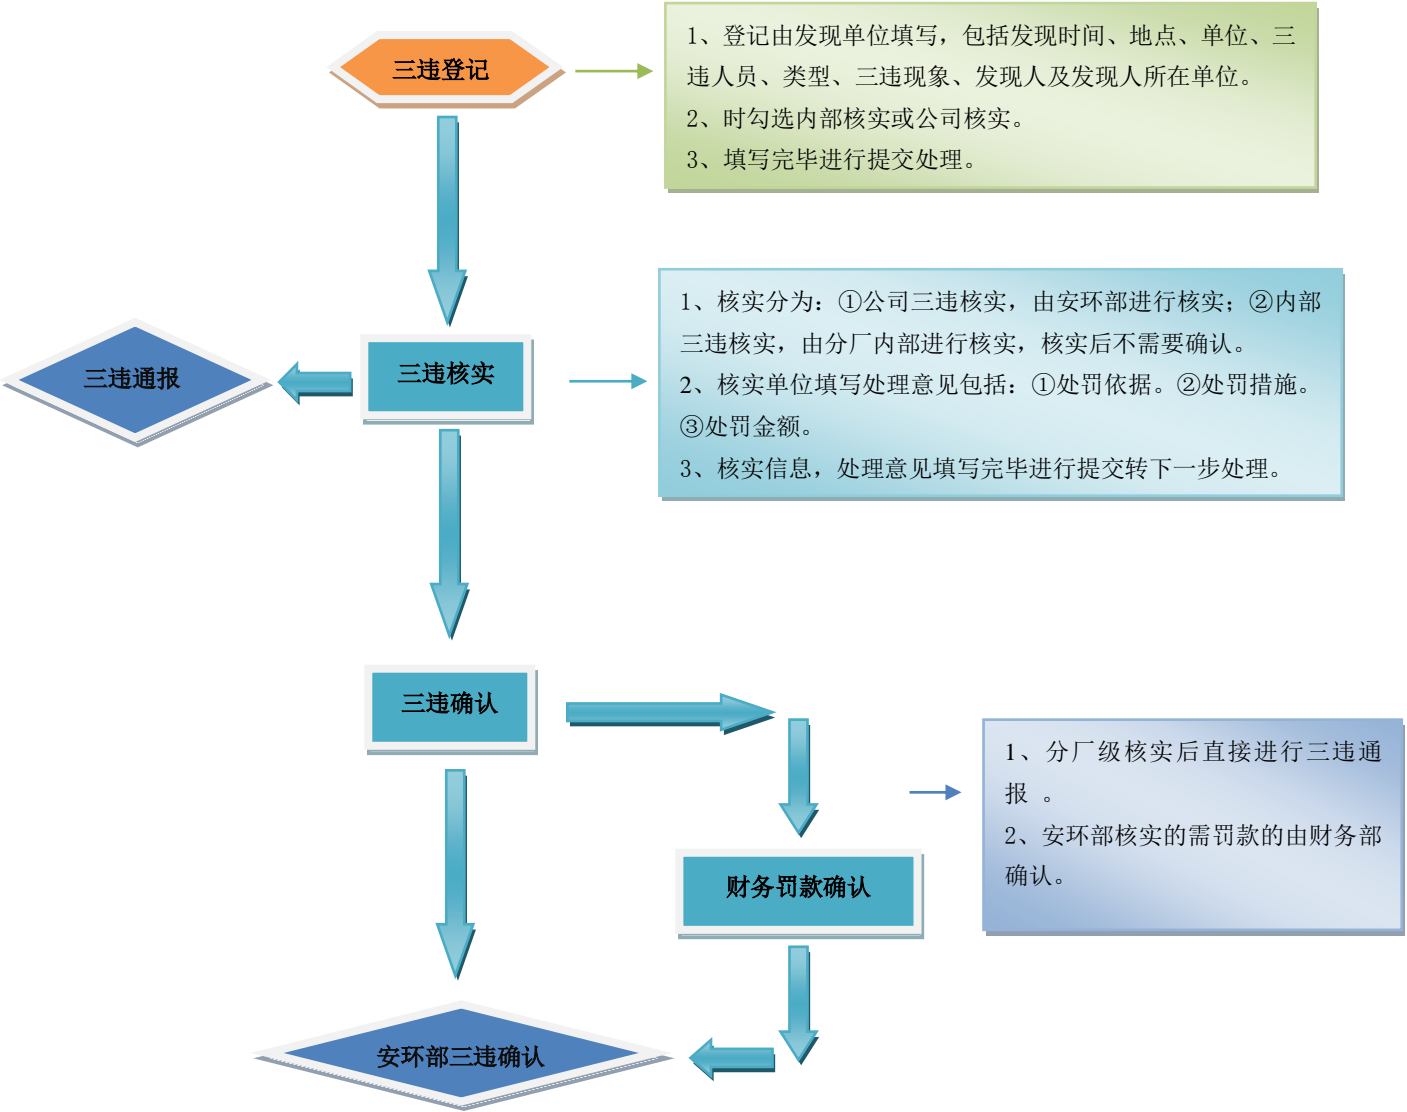 三违登记
1、登记由发现单位填写，包括发现时间、地点、单位、三
违人员、类型、三违现象、发现人及发现人所在单位。
2、时勾选内部核实或公司核实。
3、填写完毕进行提交处理。
三违通报
三违核实
1、核实分为：①公司三违核实，由安环部进行核实；②内部
三违核实，由分厂内部进行核实，核实后不需要确认。
2、核实单位填写处理意见包括：①处罚依据。②处罚措施。
③处罚金额。
3、核实信息，处理意见填写完毕进行提交转下一步处理。
三违确认
1、分厂级核实后直接进行三违通
报 。
2、安环部核实的需罚款的由财务部
确认。
财务罚款确认
安环部三违确认